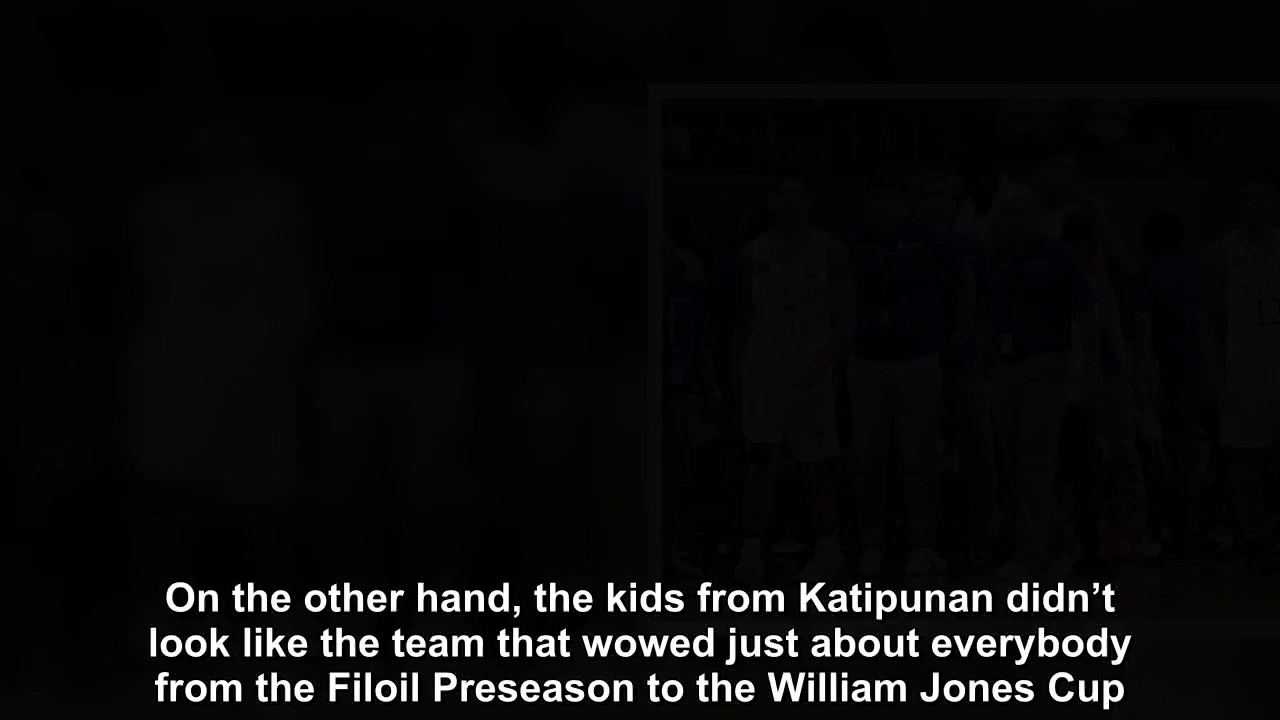 On the other hand, the kids from Katipunan didn’t
look like the team that wowed just about everybody
from the Filoil Preseason to the William Jones Cup